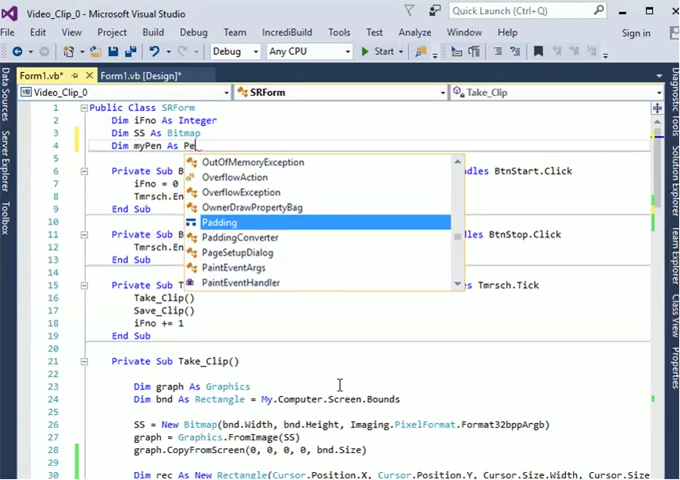 Video_Clip_0 - Microsoft Visual Studio
Quick Launch (Ctrl+Q)
File Edit View Project Build Debug Team IncrediBuild Tools Test Analyze Window Help
Sign in
Debug Any CPU Start
Form1.vb* Form1.vb [Design]*
Video_Clip_0 SRForm Take_Clip
Data Sources
Toolbox
Diagnostic Tools
Solution Explorer
Team Explorer
Class View
Properties
1 Public Class SRForm
2 Dim iFno As Integer
3 Dim SS As Bitmap
4 Dim myPen As Pe
OutOfMemoryException
OverflowAction
OverflowException
OwnerDrawPropertyBag
Padding
PaddingConverter
PageSetupDialog
PaintEventArgs
PaintEventHandler
6 Private Sub B Handles BtnStart.Click
7 iFno = 0
8 Tmrsch.En
9 End Sub
10
11 Private Sub B les BtnStop.Click
12 Tmrsch.En
13 End Sub
14
15 Private Sub T Tmrsch.Tick
16 Take_Clip()
17 Save_Clip()
18 iFno += 1
19 End Sub
20
21 Private Sub Take_Clip()
23 Dim graph As Graphics
24 Dim bnd As Rectangle = My.Computer.Screen.Bounds
26 SS = New Bitmap(bnd.Width, bnd.Height, Imaging.PixelFormat.Format32bppArgb)
27 graph = Graphics.FromImage(SS)
28 graph.CopyFromScreen(0, 0, 0, 0, bnd.Size)
30 Dim rec As New Rectangle(Cursor.Position.X, Cursor.Position.Y, Cursor.Size.Width, Cursor.Size